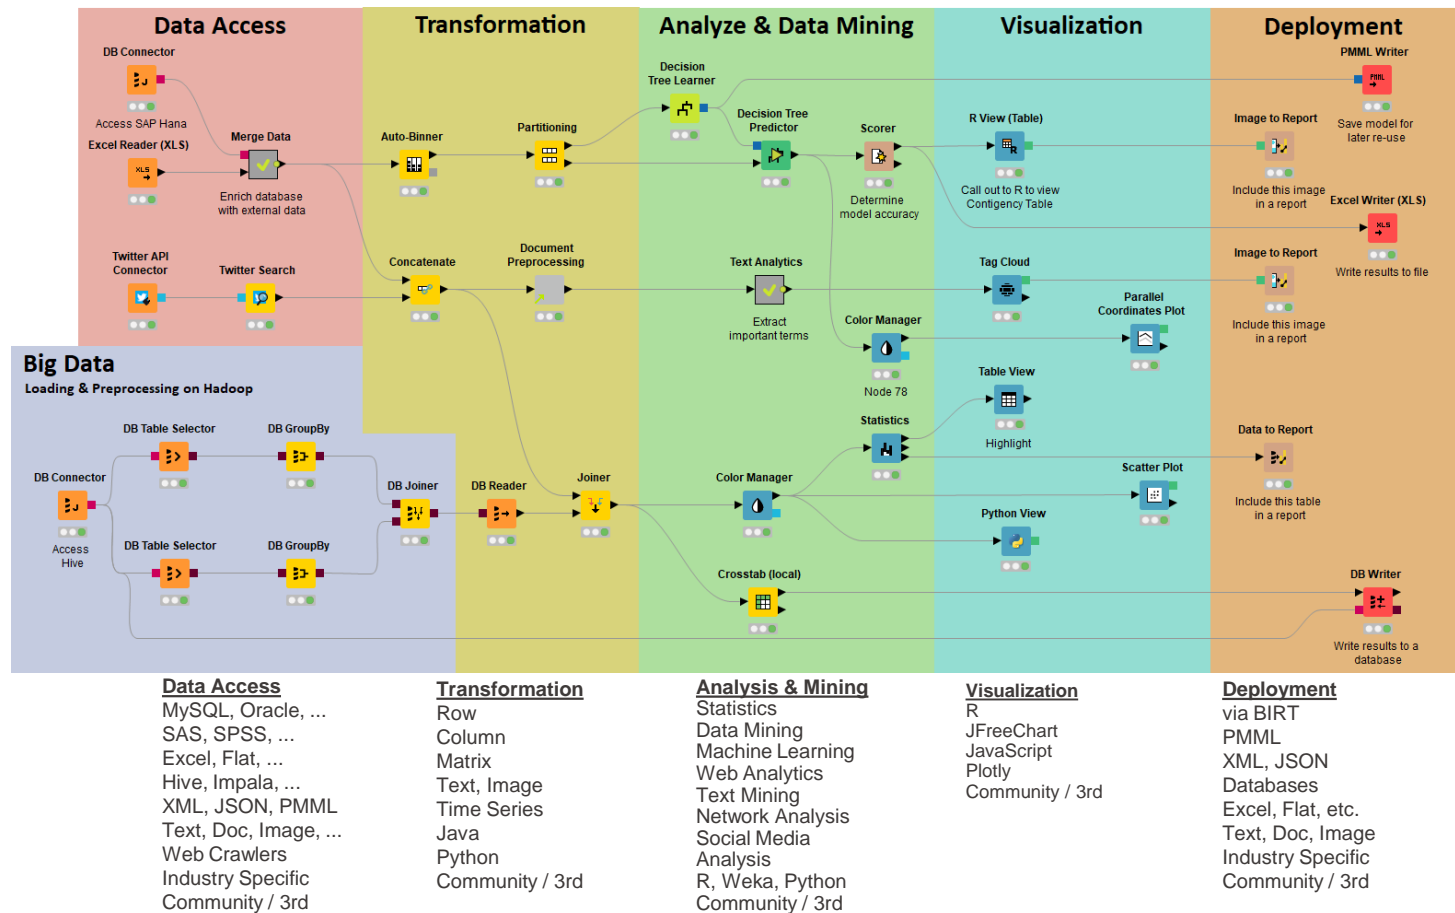 Data Access
Transformation
Analyze & Data Mining
Visualization
Deployment
DB Connector
Access SAP Hana
Excel Reader (XLS)
XLS
Merge Data
Enrich database
with external data
Twitter API
Connector
Twitter Search
Auto-Binner
Partitioning
Concatenate
Document
Preprocessing
Decision
Tree Learner
Decision Tree
Predictor
Scorer
Determine
model accuracy
Text Analytics
Extract
important terms
Color Manager
Node 78
R View (Table)
R
Call out to R to view
Contigency Table
Tag Cloud
Parallel
Coordinates Plot
Table View
Highlight
PMML Writer
PMML
Save model for
later re-use
Image to Report
Include this image
in a report
Excel Writer (XLS)
XLS
Write results to file
Image to Report
Include this image
in a report
Big Data
Loading & Preprocessing on Hadoop
DB Table Selector
DB GroupBy
DB Connector
Access
Hive
DB Table Selector
DB GroupBy
DB Joiner
DB Reader
Joiner
Statistics
Color Manager
Crosstab (local)
Scatter Plot
Python View
Data to Report
Include this table
in a report
DB Writer
Write results to a
database
Data Access
MySQL, Oracle, ...
SAS, SPSS, ...
Excel, Flat, ...
Hive, Impala, ...
XML, JSON, PMML
Text, Doc, Image, ...
Web Crawlers
Industry Specific
Community / 3rd
Transformation
Row
Column
Matrix
Text, Image
Time Series
Java
Python
Community / 3rd
Analysis & Mining
Statistics
Data Mining
Machine Learning
Web Analytics
Text Mining
Network Analysis
Social Media
Analysis
R, Weka, Python
Community / 3rd
Visualization
R
JFreeChart
JavaScript
Plotly
Community / 3rd
Deployment
via BIRT
PMML
XML, JSON
Databases
Excel, Flat, etc.
Text, Doc, Image
Industry Specific
Community / 3rd